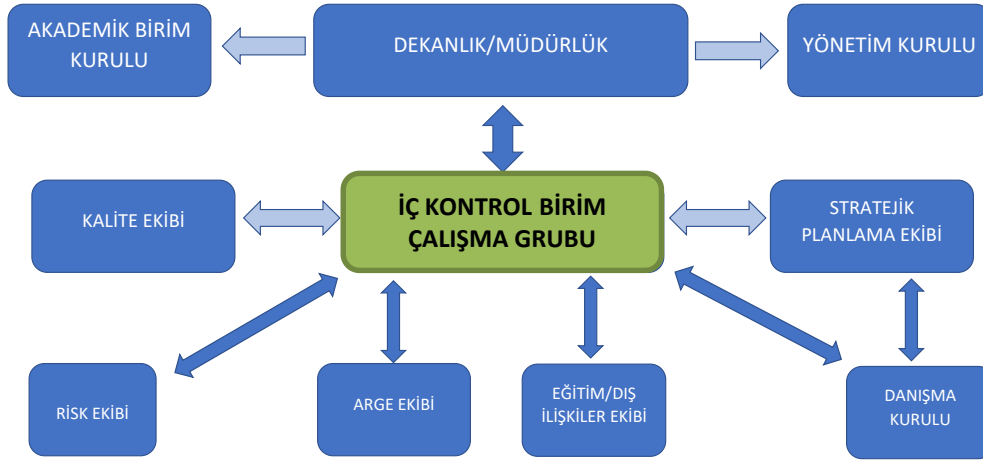 AKADEMİK BİRİM
KURULU
DEKANLIK/MÜDÜRLÜK
YÖNETİM KURULU
KALİTE EKİBİ
İÇ KONTROL BİRİM
ÇALIŞMA GRUBU
STRATEJİK
PLANLAMA EKİBİ
RİSK EKİBİ
ARGE EKİBİ
EĞİTİM/DIŞ
İLİŞKİLER EKİBİ
DANIŞMA
KURULU